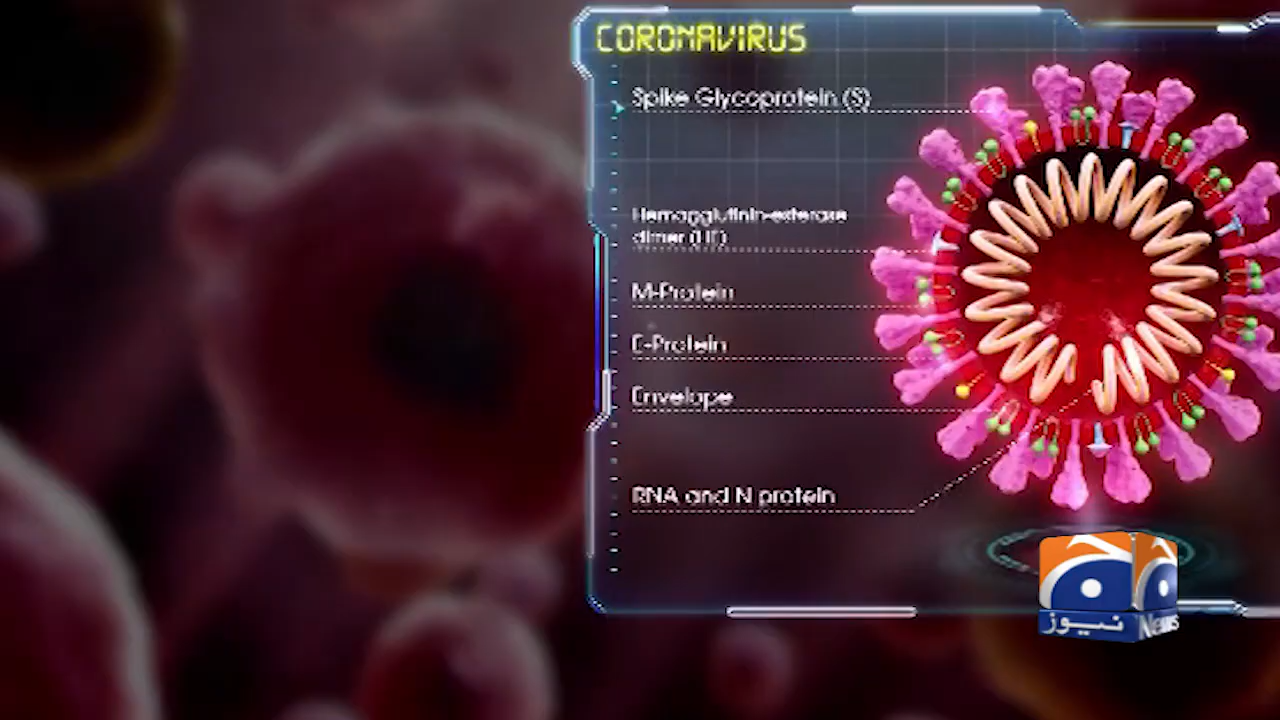 CORONAVIRUS
Spike Glycoprotein (S)
Hemagglutinin-esterase
dimer (HE)
M-Protein
E-Protein
Envelope
RNA and N protein
نیوز News